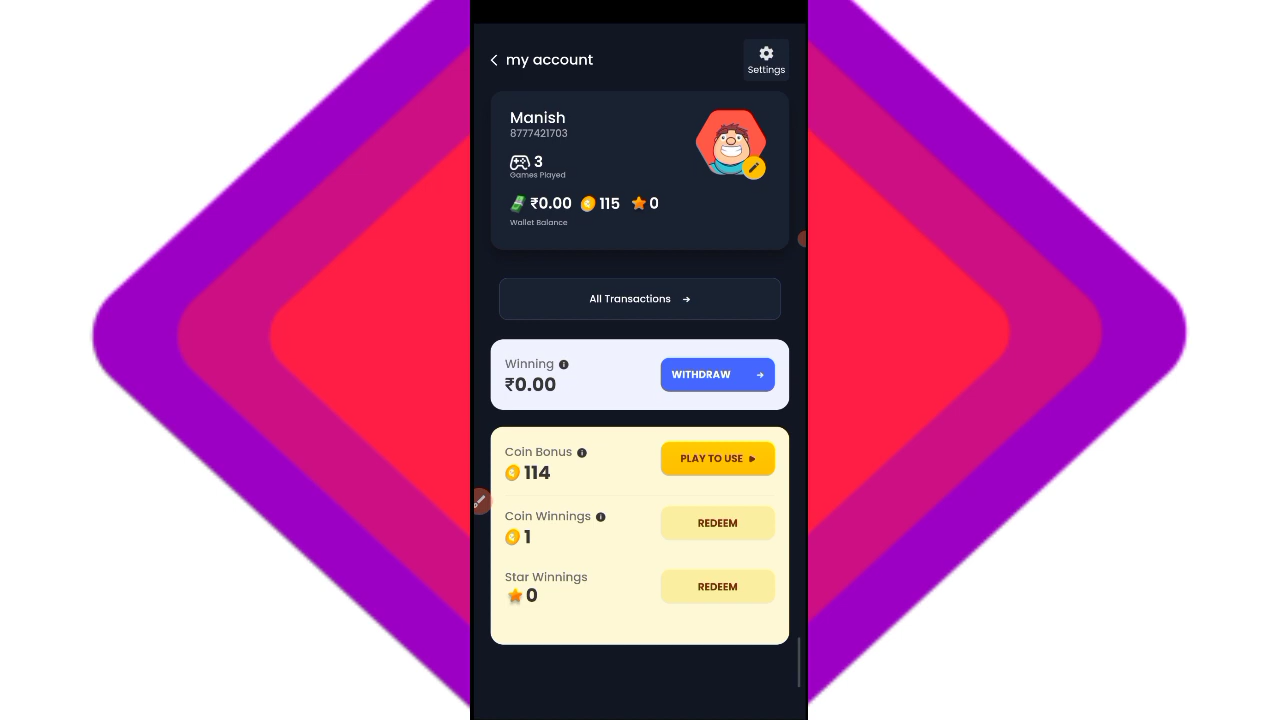 my account
Settings
Manish
8777421703
3
Games Played
₹0.00 115 0
Wallet Balance
All Transactions →
Winning
₹0.00
WITHDRAW →
Coin Bonus
114
PLAY TO USE
Coin Winnings
1
REDEEM
Star Winnings
0
REDEEM